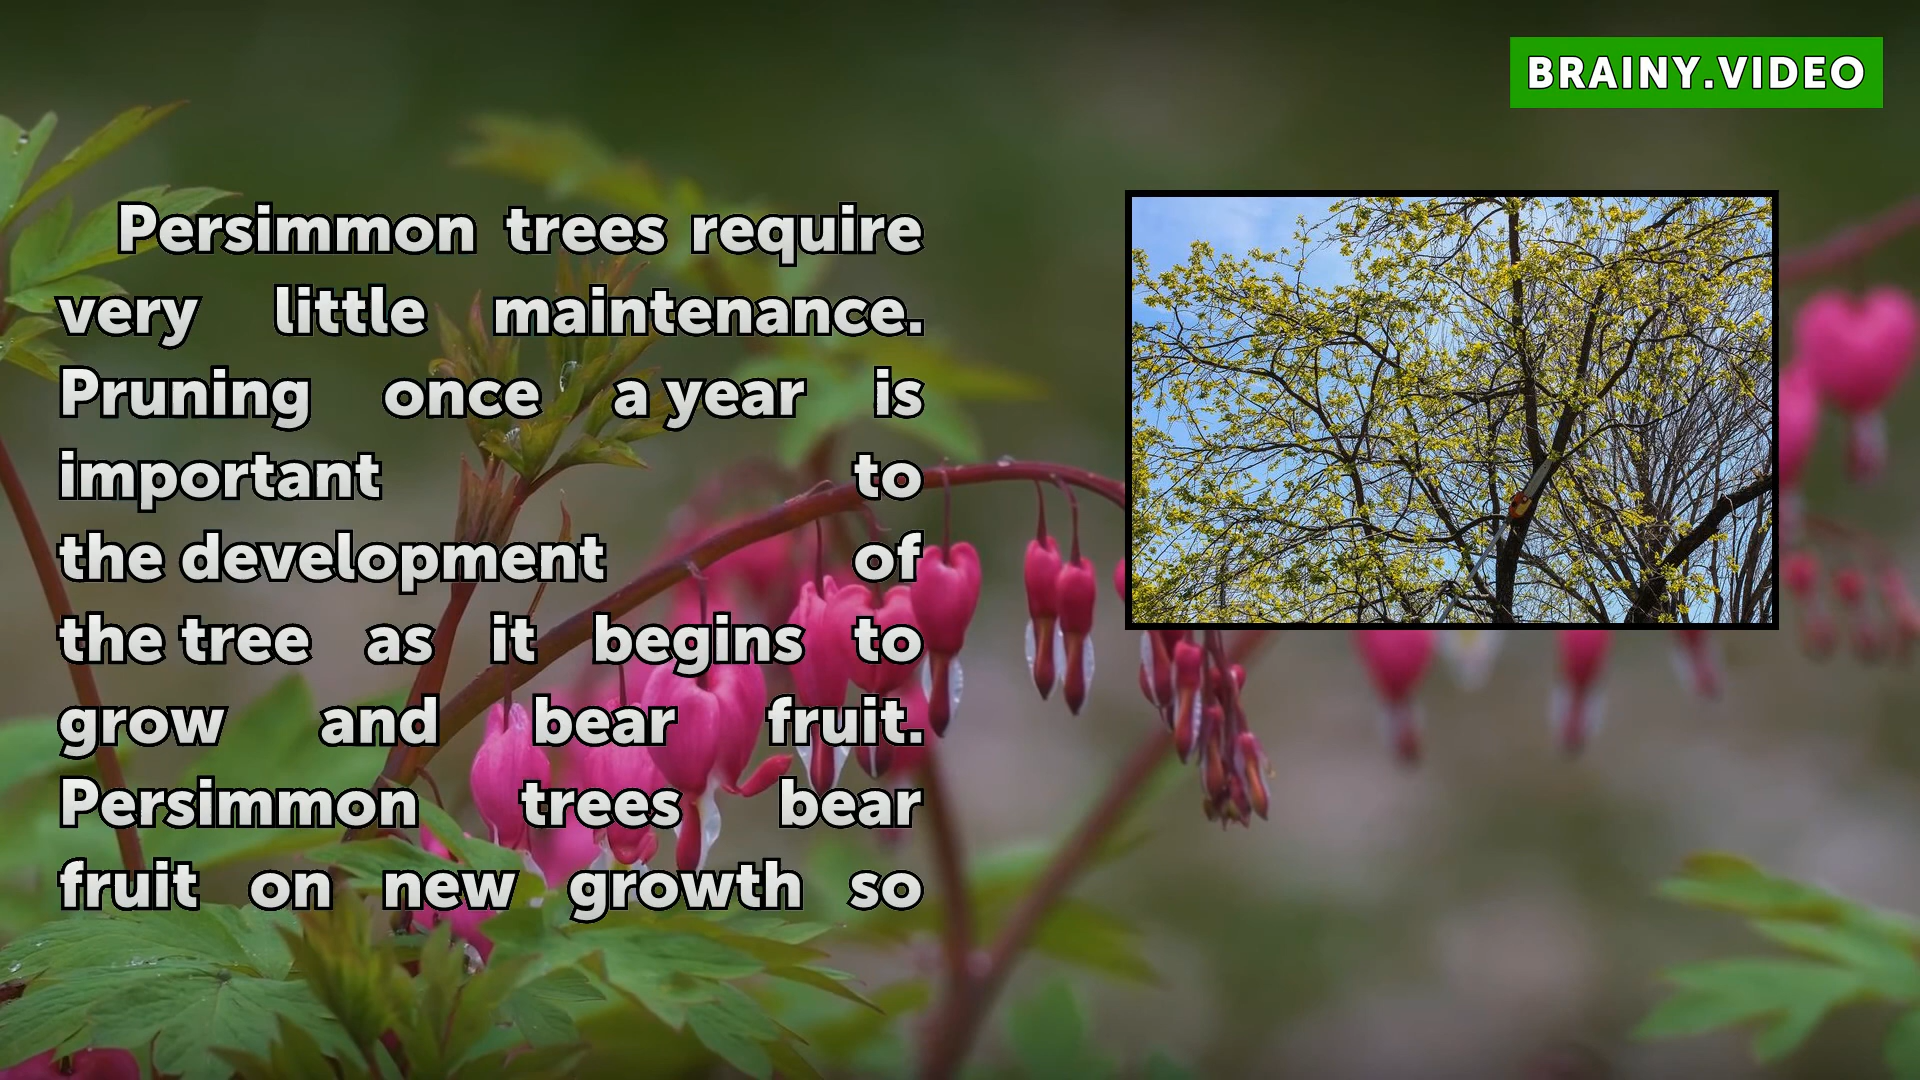 BRAINY.VIDEO
Persimmon trees require
very little maintenance.
Pruning once a year is
important to
the development of
the tree as it begins to
grow and bear fruit.
Persimmon trees bear
fruit on new growth so